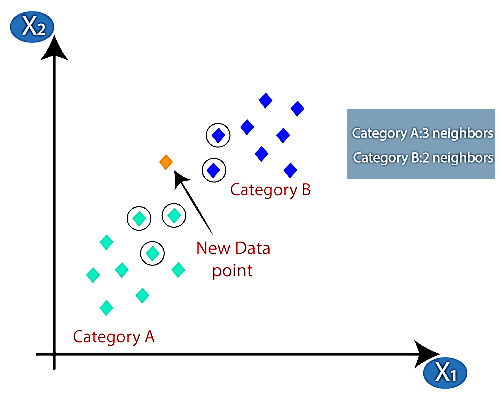 X2
Category A:3 neighbors
Category B:2 neighbors
Category B
New Data
point
Category A
X1